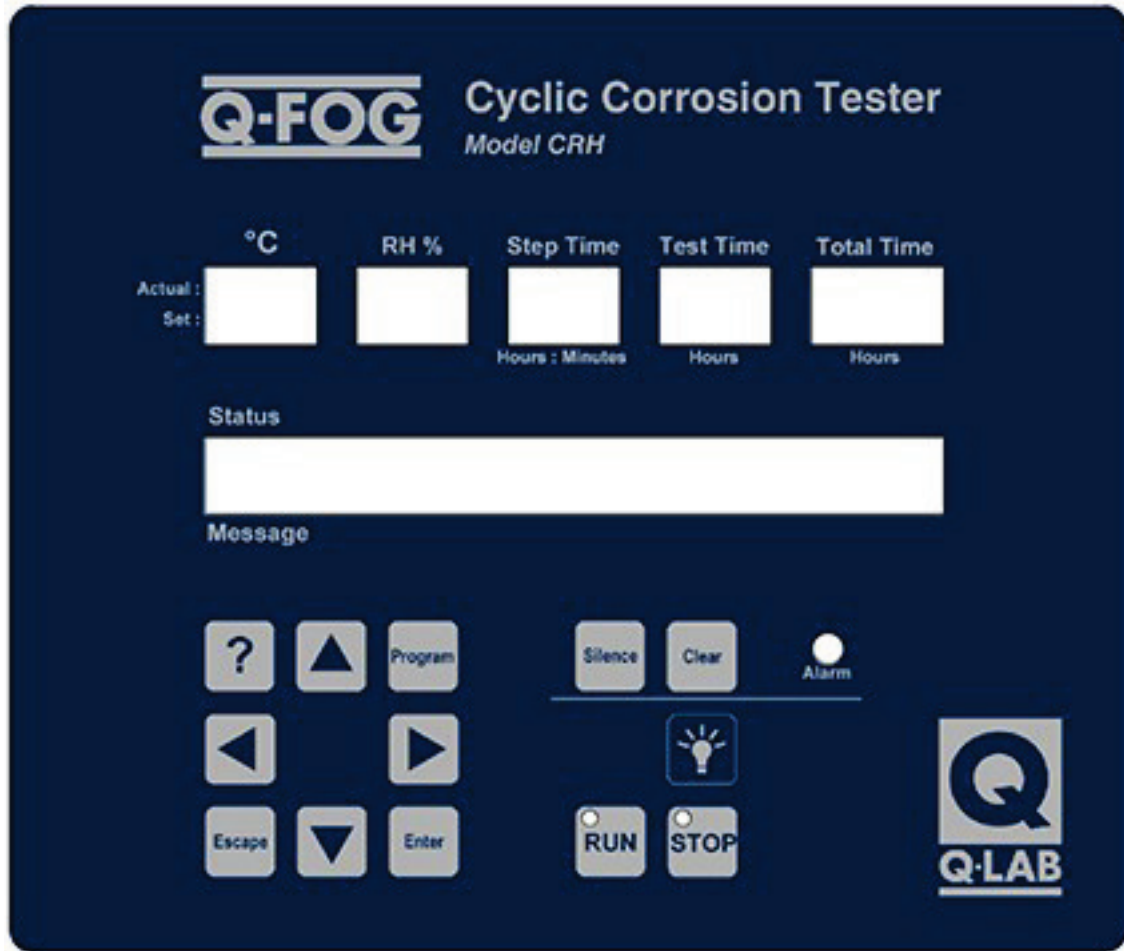 Q-FOG
Cyclic Corrosion Tester
Model CRH
°C RH % Step Time Test Time Total Time
Actual :
Set :
Hours : Minutes Hours Hours
Status
Message
? Program Silence Clear
Alarm
Escape Enter RUN STOP
Q-LAB